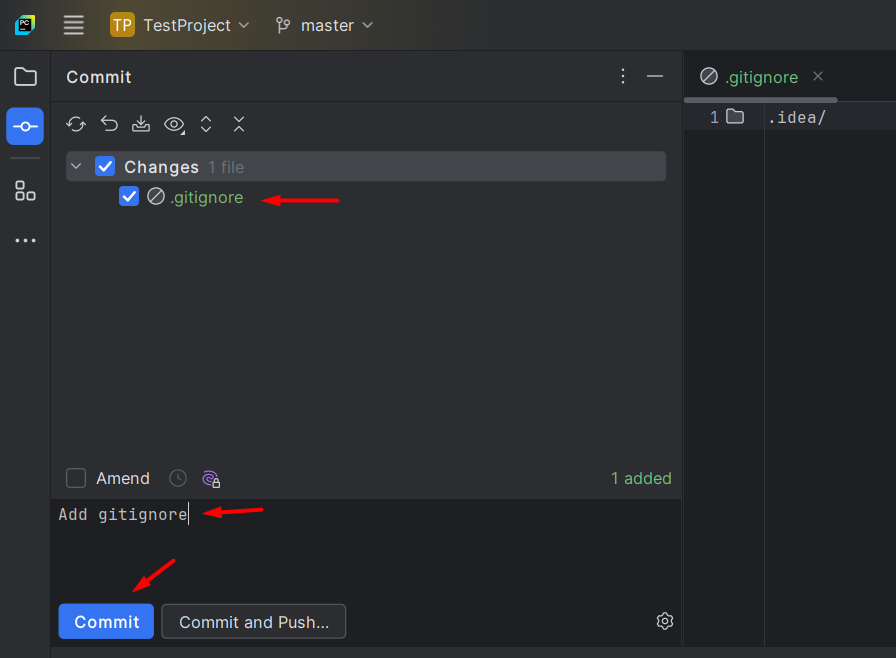 PC
TP TestProject master
Commit
.gitignore
1 .idea/
Changes 1 file
.gitignore
Amend
1 added
Add gitignore
Commit
Commit and Push...